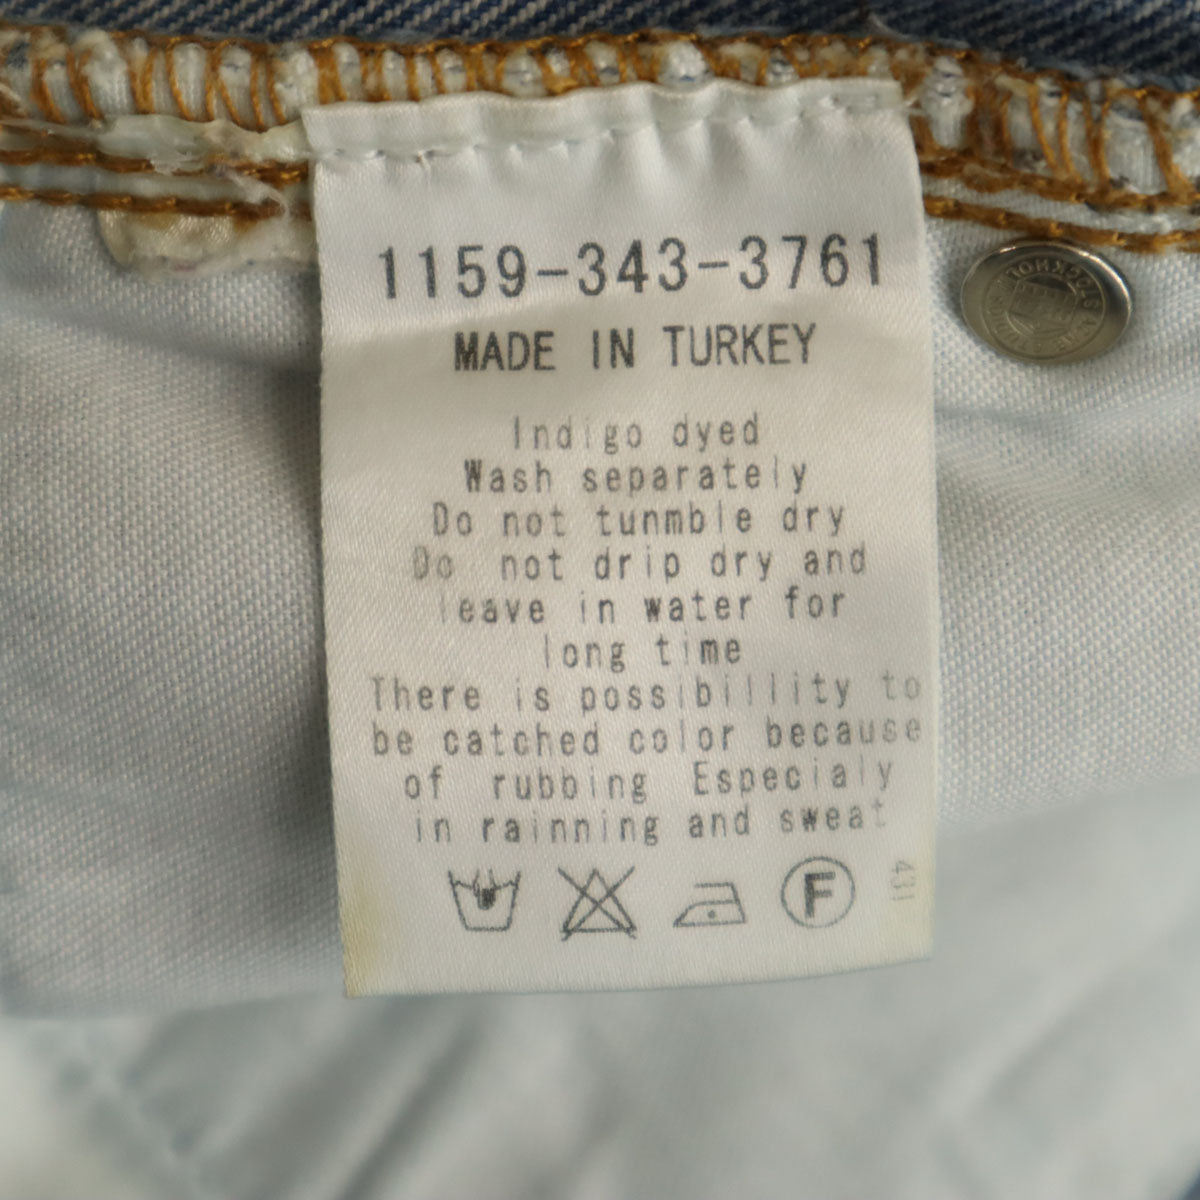 1159-343-3761
MADE IN TURKEY
Indigo dyed
Wash separately
Do not tunmble dry
Do not drip dry and
leave in water for
long time
There is possibillity to
be catched color because
of rubbing Especialy
in rainning and sweat
F
431
STOCKHOLM